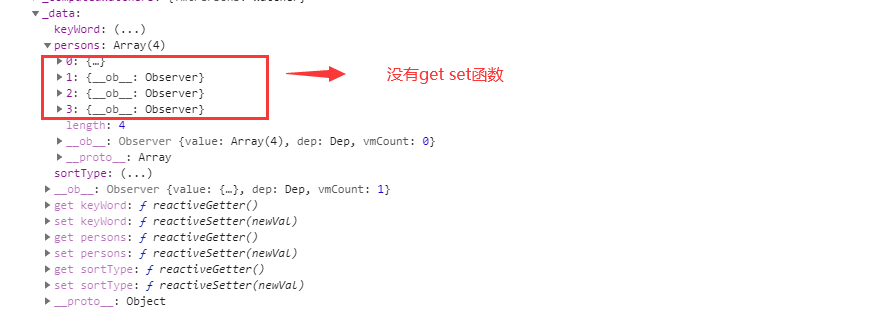 _data:
keyWord: (...)
persons: Array(4)
0: {…}
1: {__ob__: Observer}
2: {__ob__: Observer}
3: {__ob__: Observer}
没有get set函数
length: 4
__ob__: Observer {value: Array(4), dep: Dep, vmCount: 0}
__proto__: Array
sortType: (...)
__ob__: Observer {value: {…}, dep: Dep, vmCount: 1}
get keyWord: ƒ reactiveGetter()
set keyWord: ƒ reactiveSetter(newVal)
get persons: ƒ reactiveGetter()
set persons: ƒ reactiveSetter(newVal)
get sortType: ƒ reactiveGetter()
set sortType: ƒ reactiveSetter(newVal)
__proto__: Object